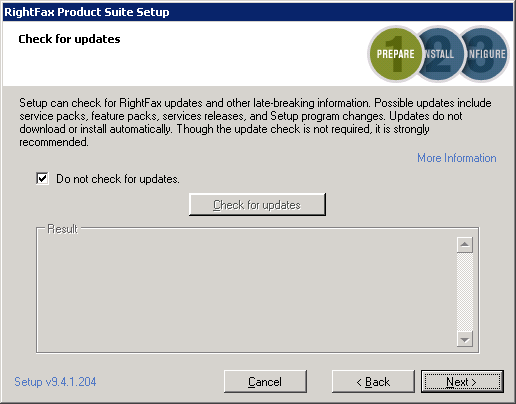 RightFax Product Suite Setup
Check for updates
1 2 3
PREPARE INSTALL NFIGURE
Setup can check for RightFax updates and other late-breaking information. Possible updates include
service packs, feature packs, services releases, and Setup program changes. Updates do not
download or install automatically. Though the update check is not required, it is strongly
recommended.
More Information
Do not check for updates.
Check for updates
Result
Setup v9.4.1.204
Cancel
< Back
Next >